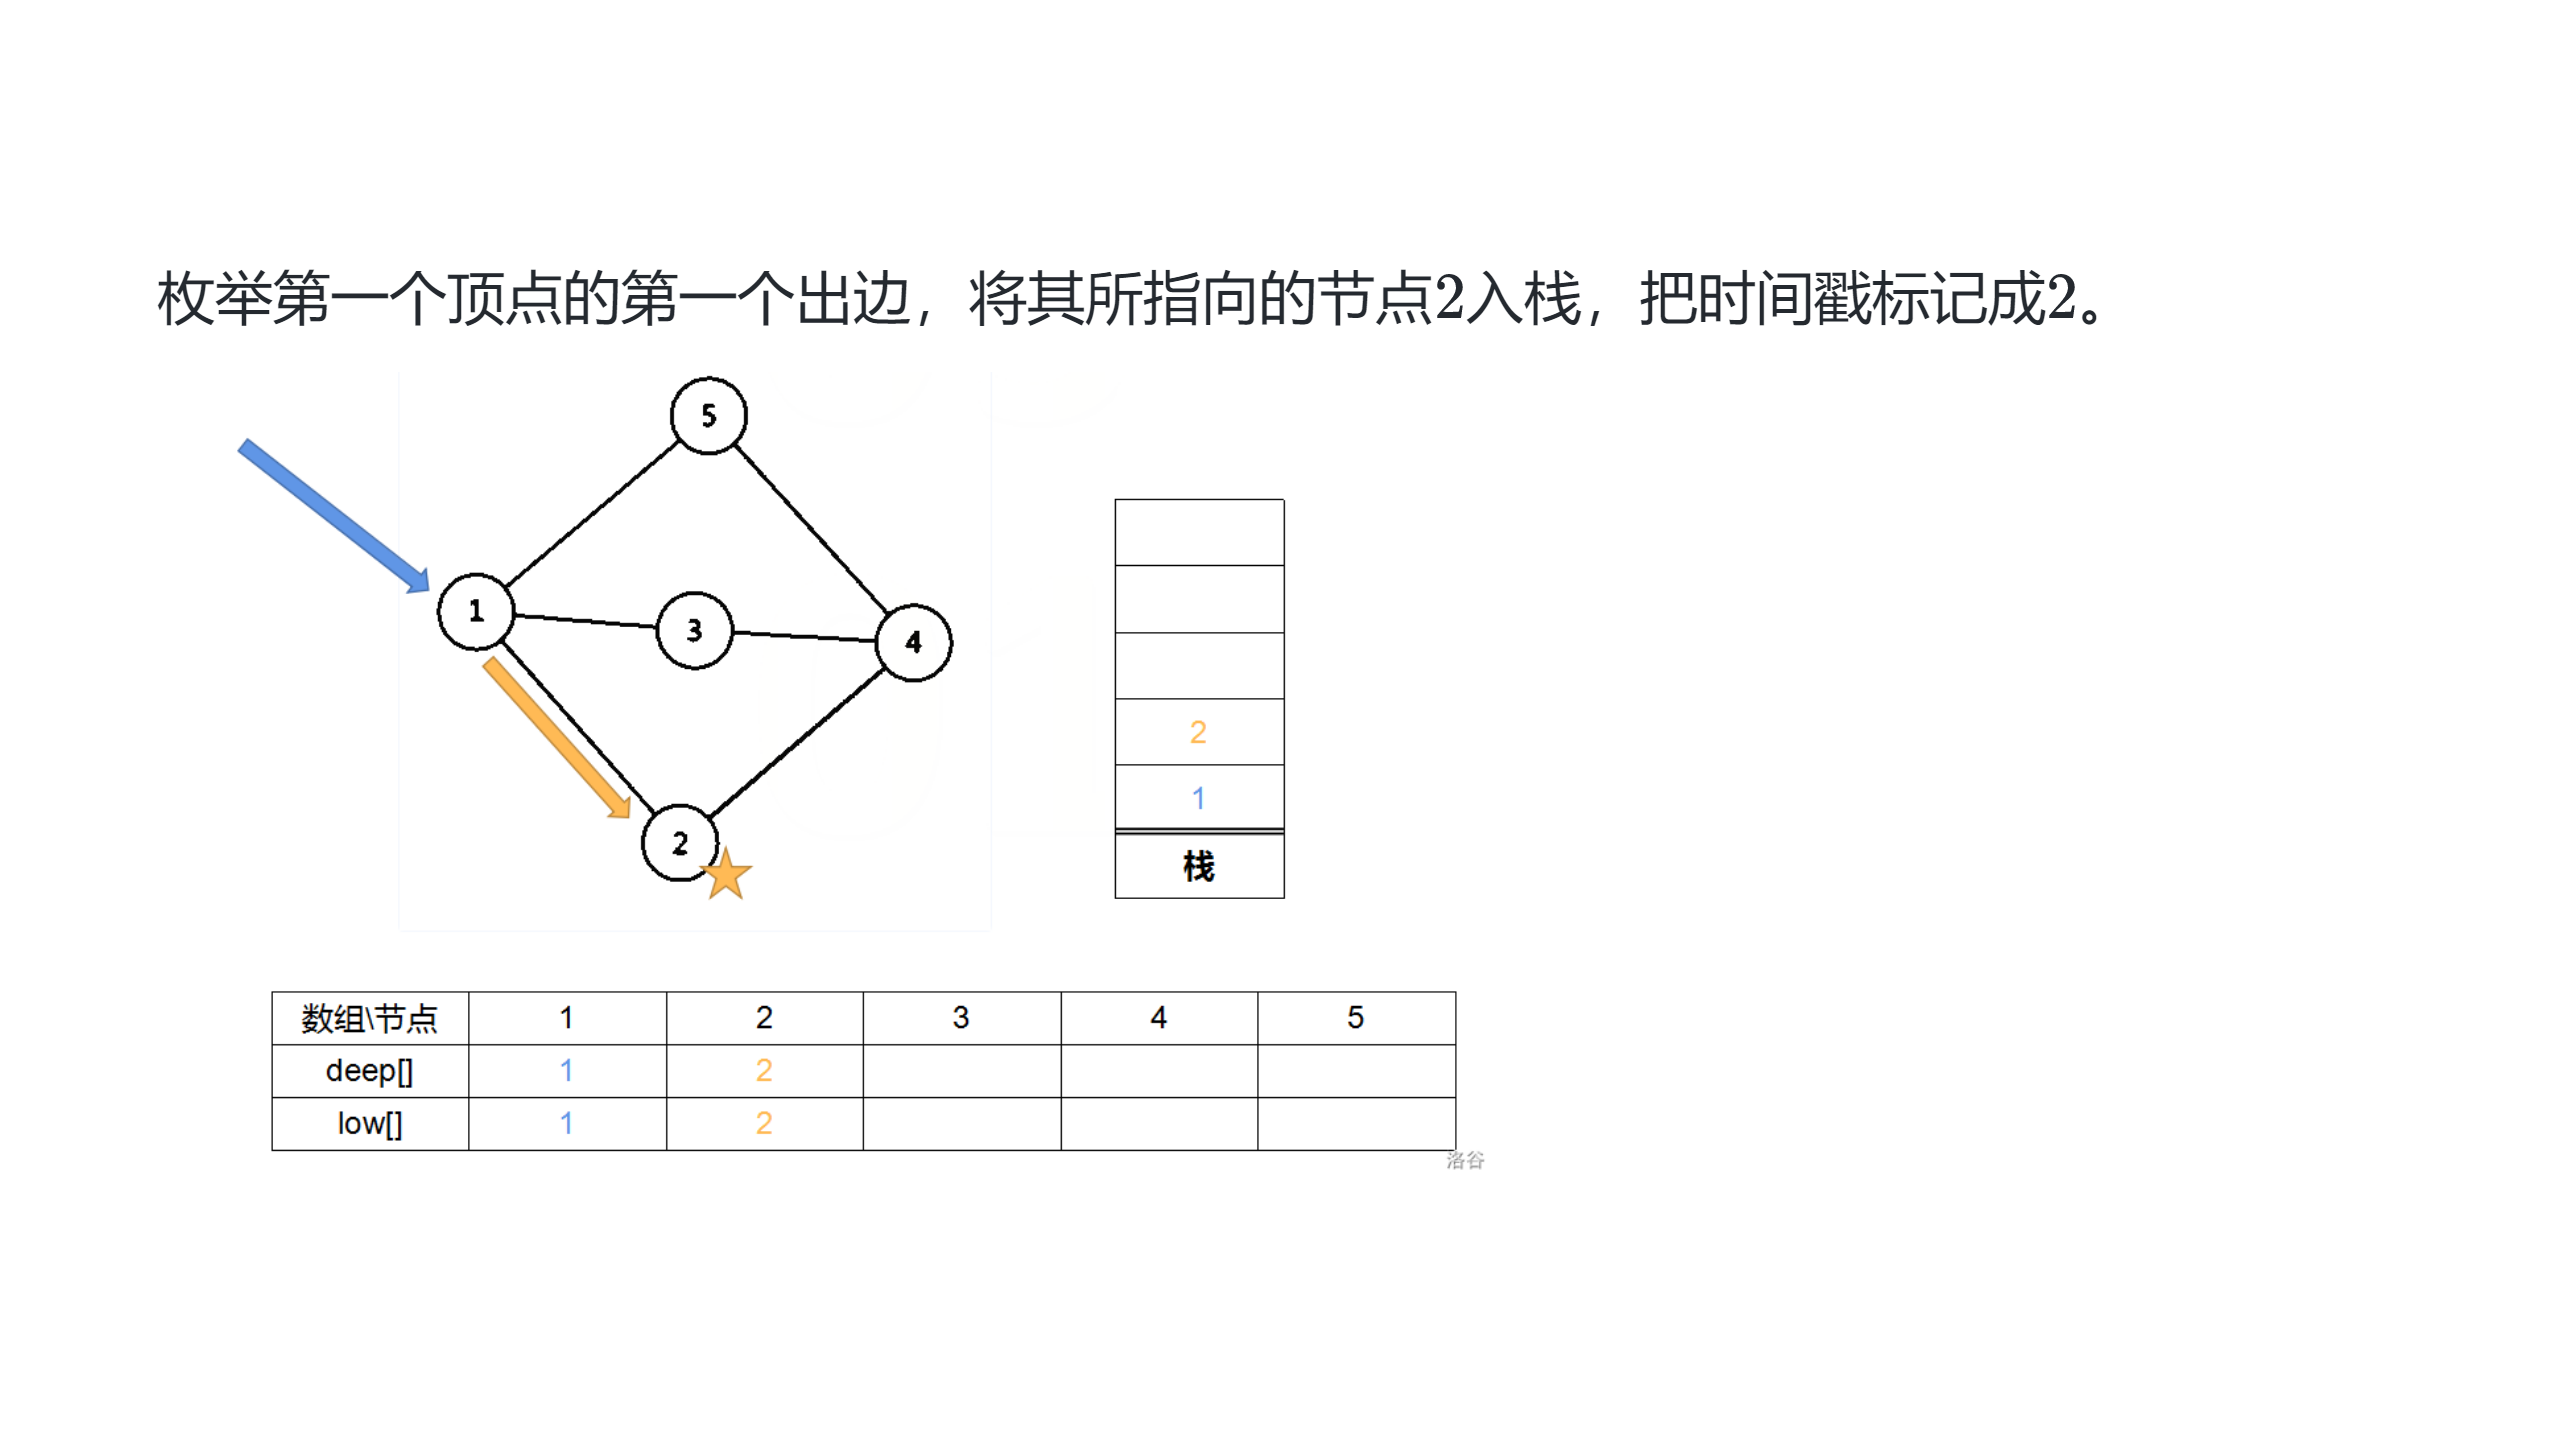 枚举第一个顶点的第一个出边，将其所指向的节点2入栈，把时间戳标记成2。
5
1
3
4
2
2
1
栈
数组\节点 1 2 3 4 5
deep[] 1 2
low[] 1 2
洛谷